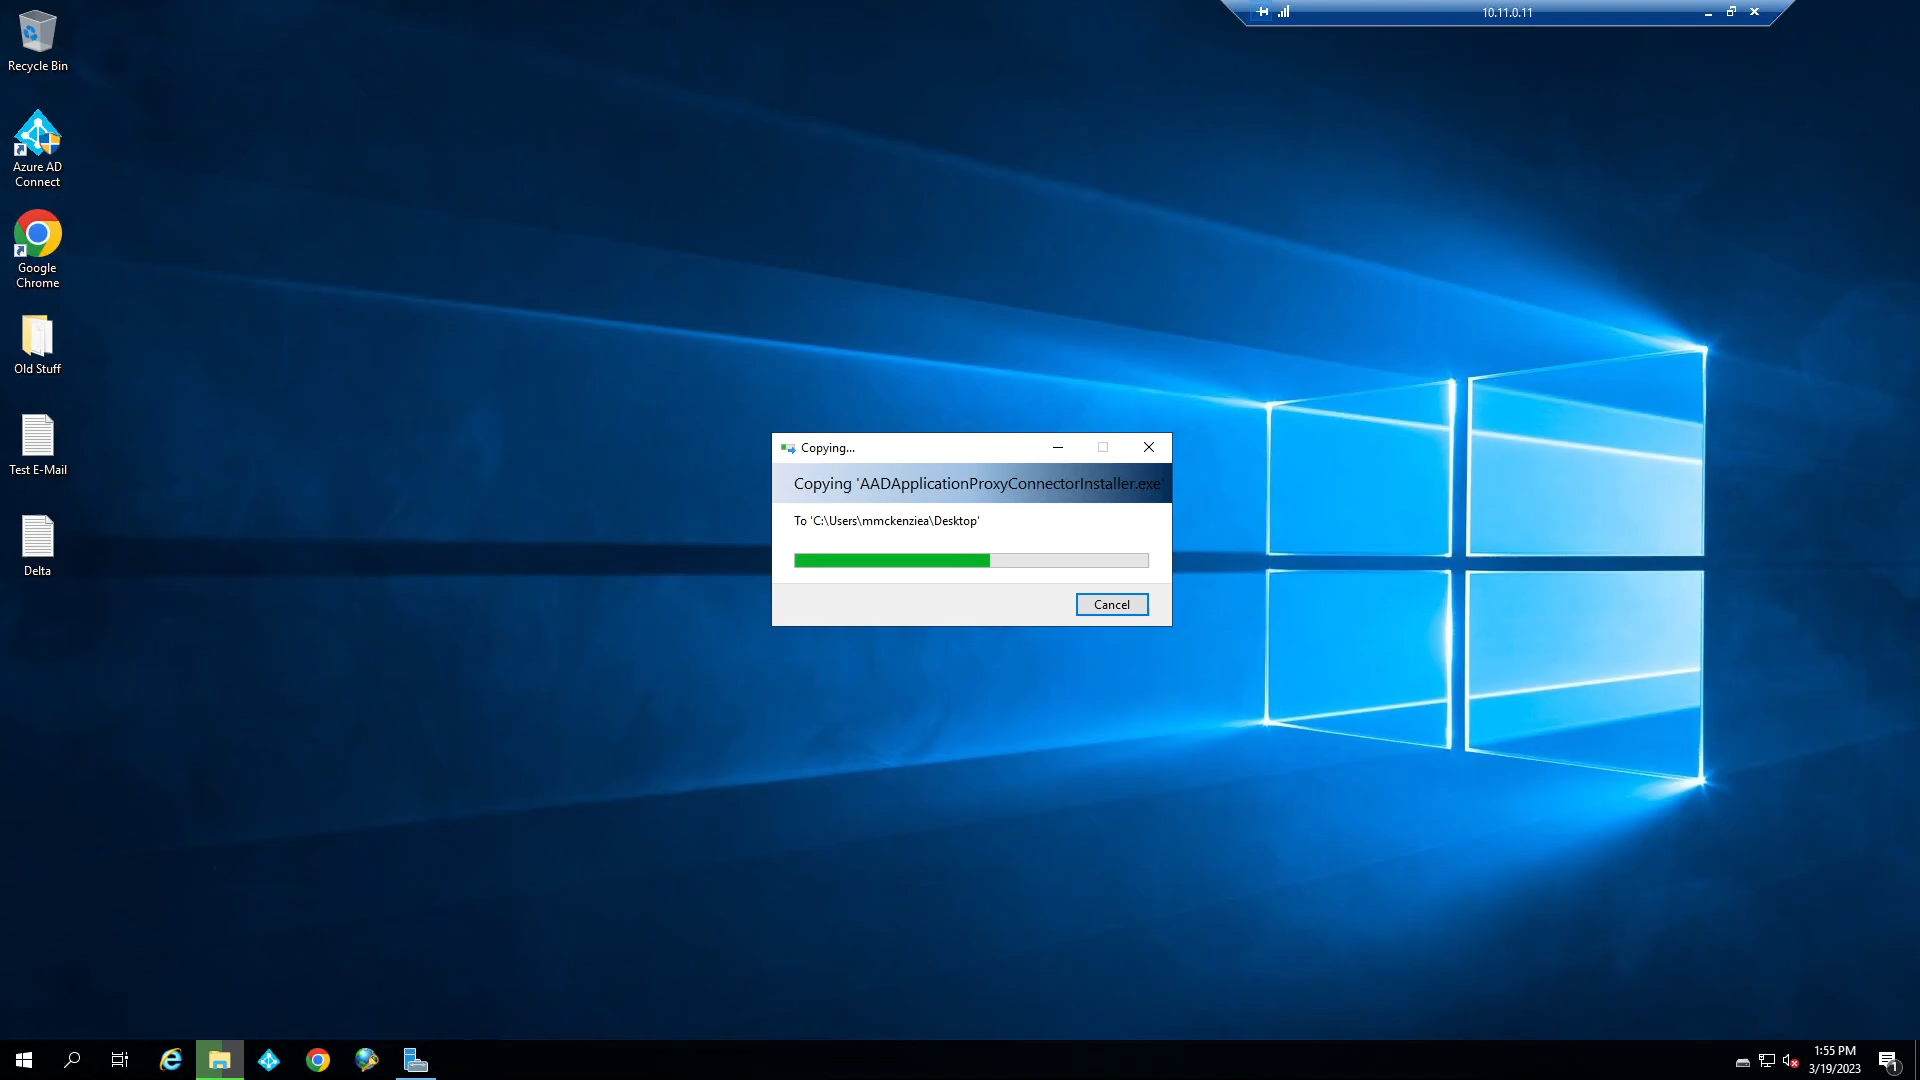 10.11.0.11
Recycle Bin
Azure AD
Connect
Google
Chrome
Old Stuff
Test E-Mail
Delta
Copying...
Copying 'AADApplicationProxyConnectorInstaller.exe'
To 'C:\Users\mmckenziea\Desktop'
Cancel
1:55 PM
3/19/2023
1